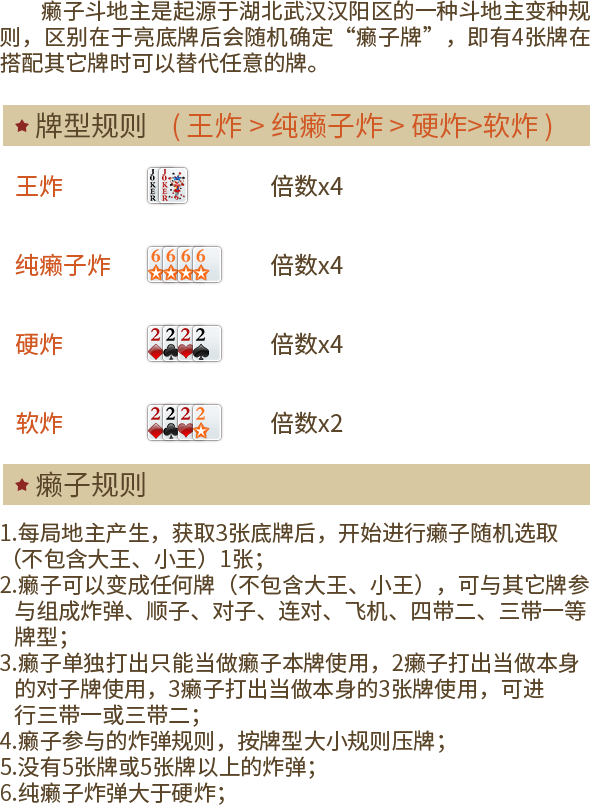 癞子斗地主是起源于湖北武汉汉阳区的一种斗地主变种规
则，区别在于亮底牌后会随机确定“癞子牌”，即有4张牌在
搭配其它牌时可以替代任意的牌。
牌型规则 （王炸 > 纯癞子炸 > 硬炸>软炸）
王炸 JOKER JOKER 倍数x4
纯癞子炸 6 6 6 6 倍数x4
硬炸 2 2 2 2 倍数x4
软炸 2 2 2 2 倍数x2
癞子规则
1.每局地主产生，获取3张底牌后，开始进行癞子随机选取
（不包含大王、小王）1张；
2.癞子可以变成任何牌（不包含大王、小王），可与其它牌参
与组成炸弹、顺子、对子、连对、飞机、四带二、三带一等
牌型；
3.癞子单独打出只能当做癞子本牌使用，2癞子打出当做本身
的对子牌使用，3癞子打出当做本身的3张牌使用，可进
行三带一或三带二；
4.癞子参与的炸弹规则，按牌型大小规则压牌；
5.没有5张牌或5张牌以上的炸弹；
6.纯癞子炸弹大于硬炸；